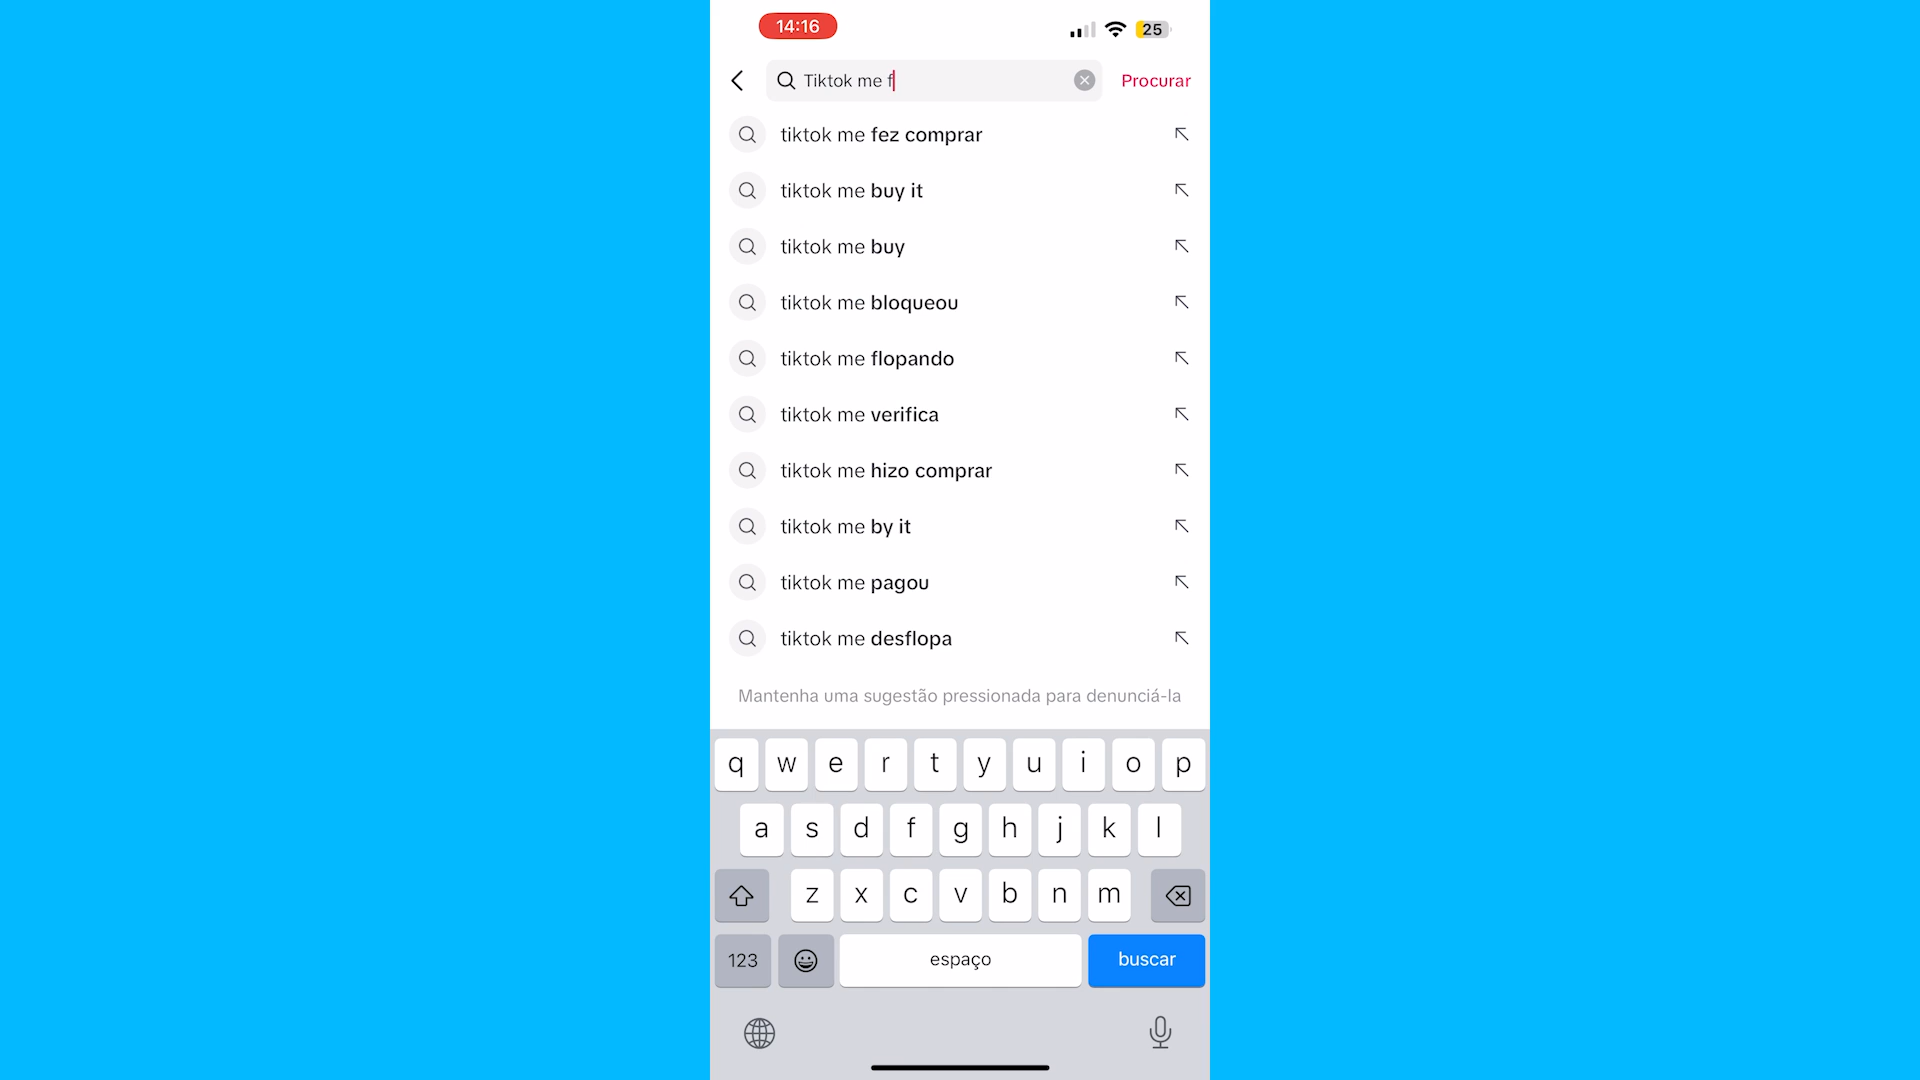 14:16
25
Tiktok me f
Procurar
tiktok me fez comprar
tiktok me buy it
tiktok me buy
tiktok me bloqueou
tiktok me flopando
tiktok me verifica
tiktok me hizo comprar
tiktok me by it
tiktok me pagou
tiktok me desflopa
Mantenha uma sugestão pressionada para denunciá-la
q w e r t y u i o p
a s d f g h j k l
z x c v b n m
123 espaço buscar